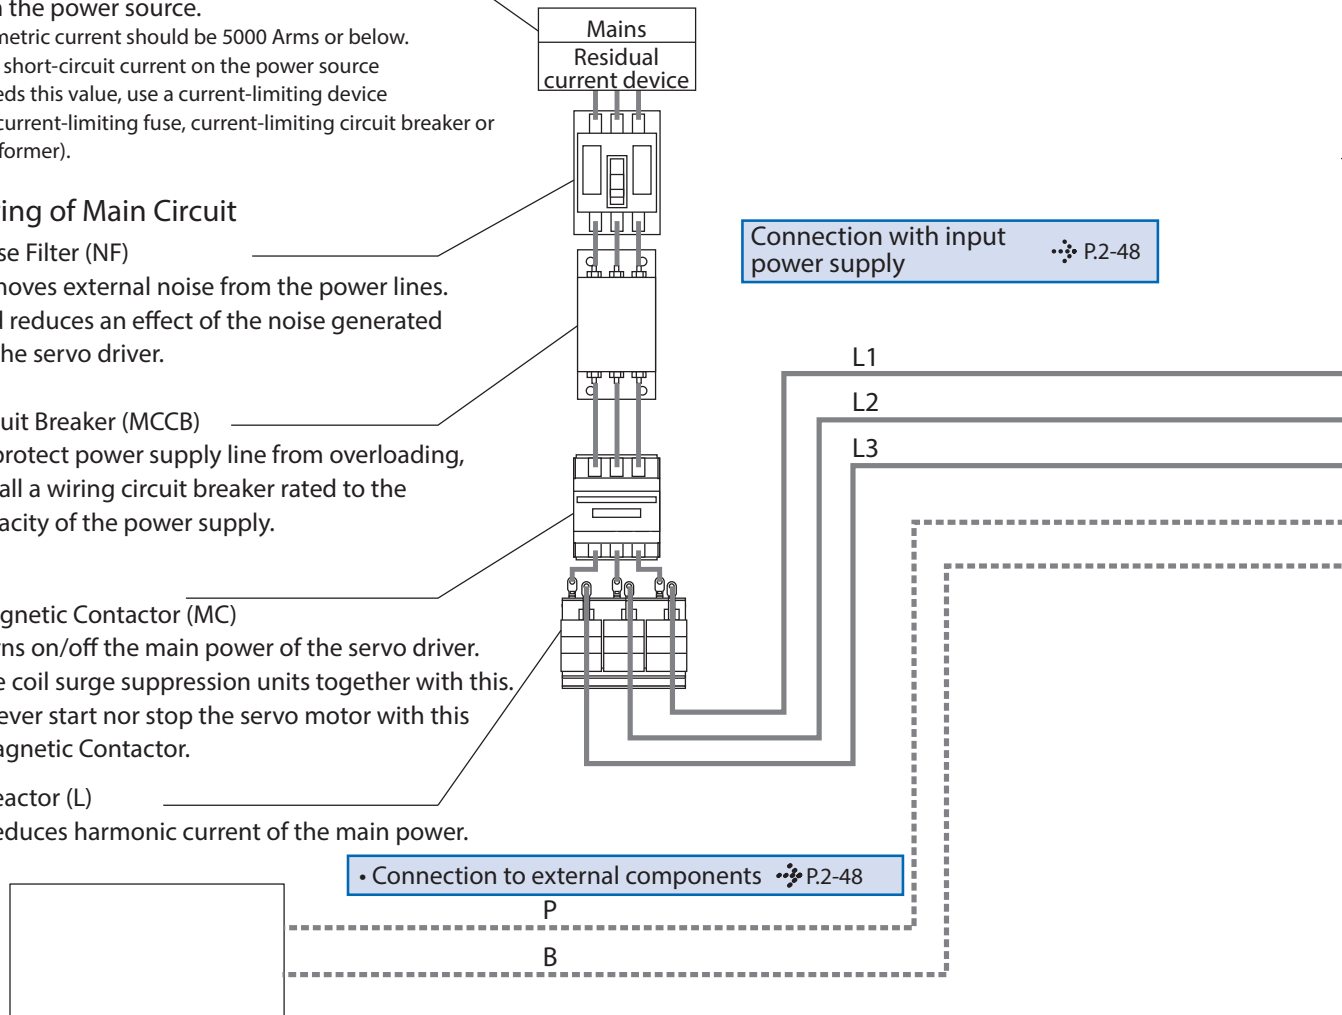 the power source.
metric current should be 5000 Arms or below.
short-circuit current on the power source
eds this value, use a current-limiting device
current-limiting fuse, current-limiting circuit breaker or
former).
ing of Main Circuit
se Filter (NF)
moves external noise from the power lines.
d reduces an effect of the noise generated
he servo driver.
uit Breaker (MCCB)
protect power supply line from overloading,
all a wiring circuit breaker rated to the
acity of the power supply.
gnetic Contactor (MC)
rns on/off the main power of the servo driver.
e coil surge suppression units together with this.
ever start nor stop the servo motor with this
agnetic Contactor.
eactor (L)
educes harmonic current of the main power.
Mains
Residual
current device
Connection with input
power supply P.2-48
L1
L2
L3
• Connection to external components P.2-48
P
B